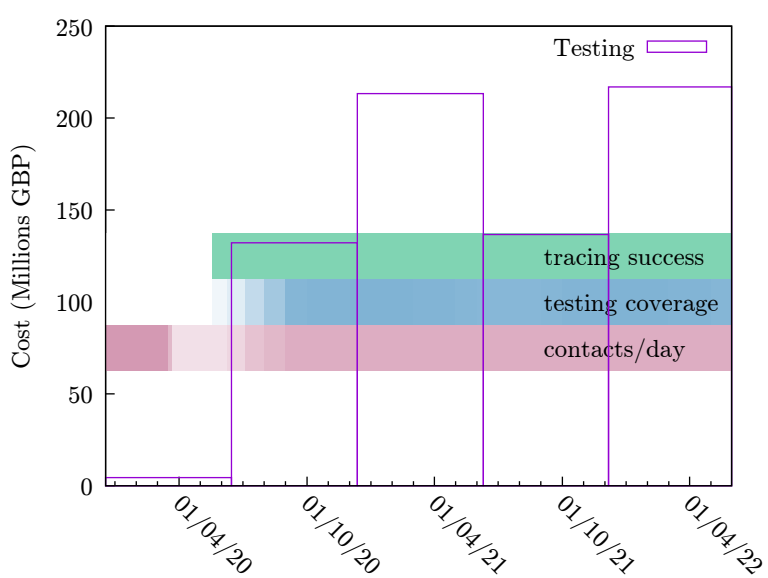 250
200
150
100
50
0
Cost (Millions GBP)
Testing
tracing success
testing coverage
contacts/day
01/04/20
01/10/20
01/04/21
01/10/21
01/04/22